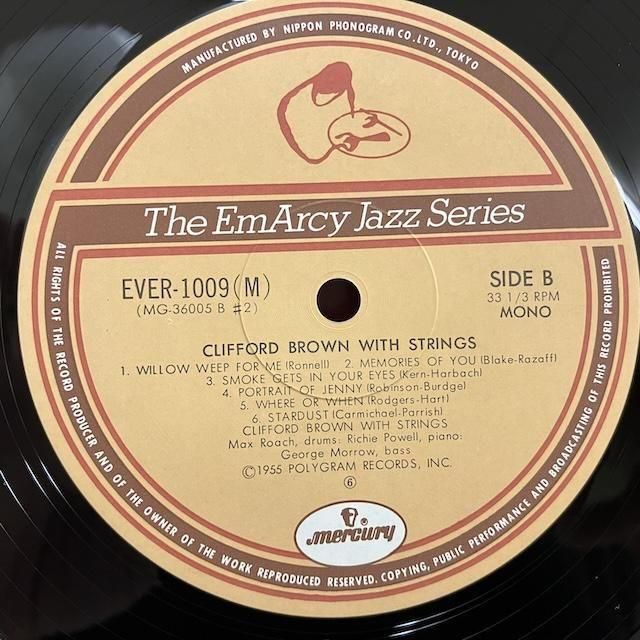 MANUFACTURED BY NIPPON PHONOGRAM CO. LTD., TOKYO
The EmArcy Jazz Series
EVER-1009(M)
(MG-36005 B #2)
SIDE B
33 1/3 RPM
MONO
CLIFFORD BROWN WITH STRINGS
1. WILLOW WEEP FOR ME (Ronnell) 2. MEMORIES OF YOU (Blake-Razaff)
3. SMOKE GETS IN YOUR EYES (Kern-Harbach)
4. PORTRAIT OF JENNY (Robinson-Burdge)
5. WHERE OR WHEN (Rodgers-Hart)
6. STARDUST (Carmichael-Parrish)
CLIFFORD BROWN WITH STRINGS
Max Roach, drums: Richie Powell, piano:
George Morrow, bass
©1955 POLYGRAM RECORDS, INC.
⑥
mercury ®
ALL RIGHTS OF THE RECORD PRODUCER AND OF THE OWNER OF THE WORK REPRODUCED RESERVED. COPYING, PUBLIC PERFORMANCE AND BROADCASTING OF THIS RECORD PROHIBITED